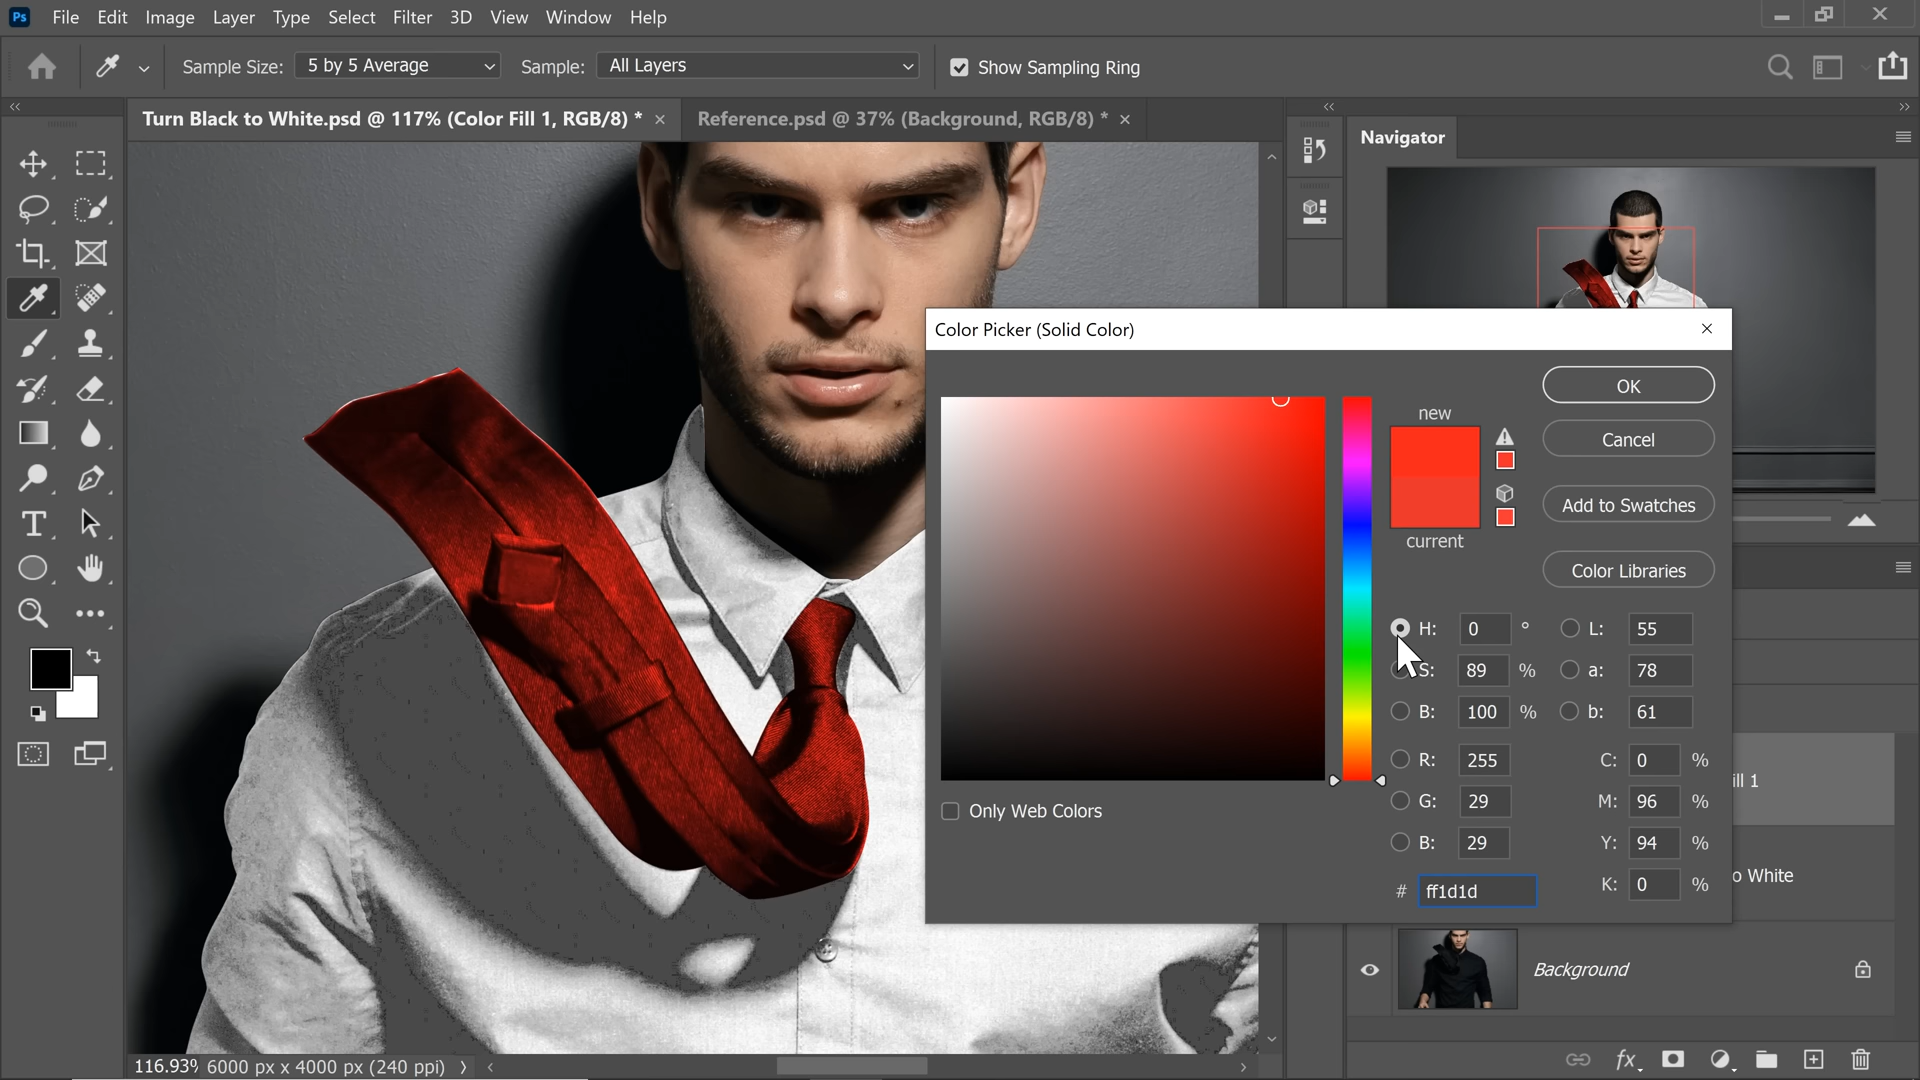 Ps File Edit Image Layer Type Select Filter 3D View Window Help
Sample Size: 5 by 5 Average Sample: All Layers Show Sampling Ring
Turn Black to White.psd @ 117% (Color Fill 1, RGB/8) * Reference.psd @ 37% (Background, RGB/8) *
Navigator
Color Picker (Solid Color)
OK
new
Cancel
Add to Swatches
current
Color Libraries
H: 0 ° L: 55
S: 89 % a: 78
B: 100 % b: 61
R: 255 C: 0 %
G: 29 M: 96 %
B: 29 Y: 94 %
# ff1d1d K: 0 %
Only Web Colors
ill 1
o White
Background
fx
116.93% 6000 px x 4000 px (240 ppi)